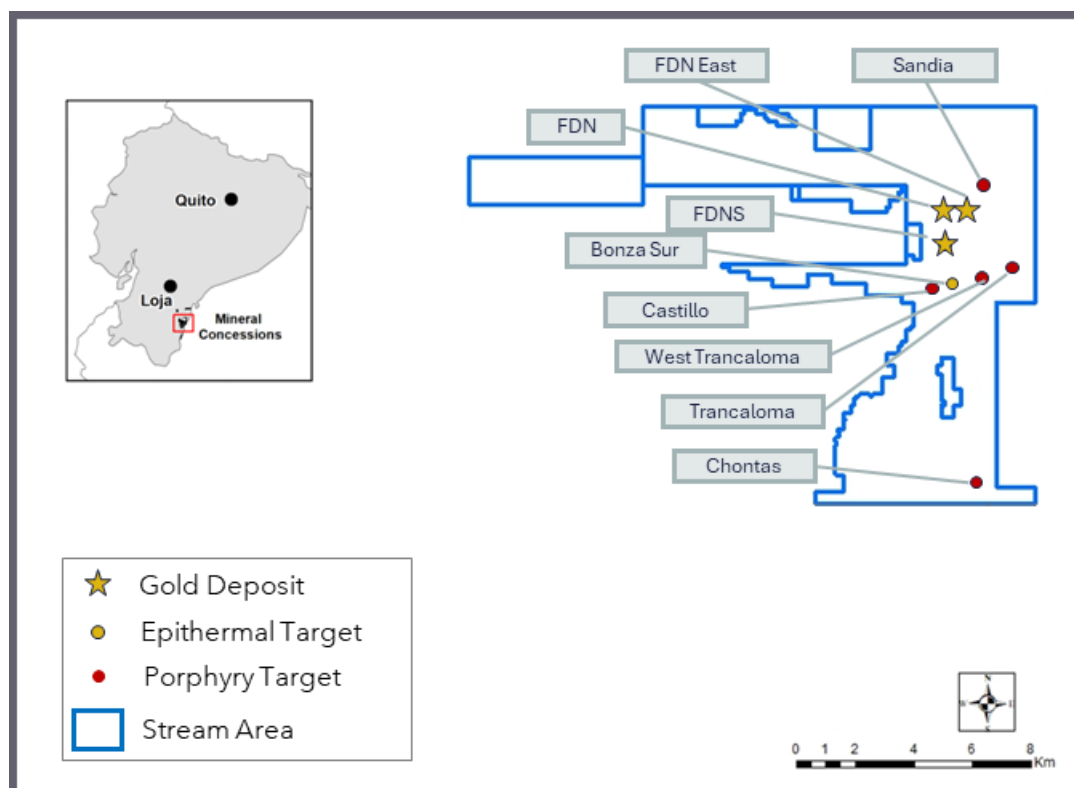 FDN East
Sandia
FDN
Quito
FDNS
Bonza Sur
Loja
Mineral
Concessions
Castillo
West Trancaloma
Trancaloma
Chontas
Gold Deposit
Epithermal Target
Porphyry Target
Stream Area
N
W E
S
0 1 2 4 6 8
Km